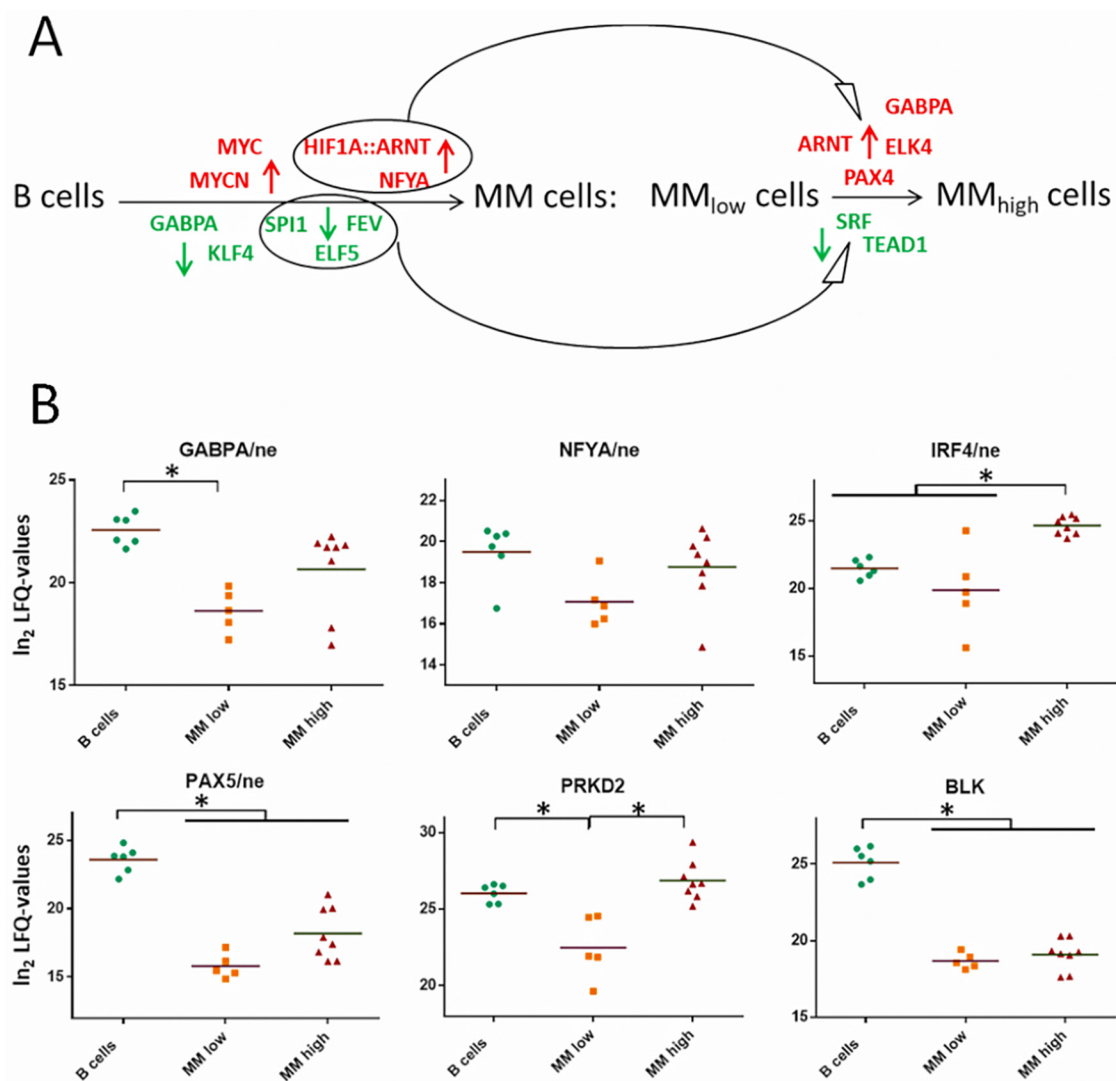 A
GABPA
MYC HIF1A::ARNT ARNT ELK4
MYCN NFYA PAX4
B cells MM cells: MMlow cells MMhigh cells
GABPA SPI1 FEV SRF
KLF4 ELF5 TEAD1
B
GABPA/ne NFYA/ne IRF4/ne
* *
ln2 LFQ-values
25
20
15
22
20
18
16
14
25
20
15
B cells MM low MM high B cells MM low MM high B cells MM low MM high
PAX5/ne PRKD2 BLK
* * * *
ln2 LFQ-values
25
20
15
30
25
20
25
20
15
B cells MM low MM high B cells MM low MM high B cells MM low MM high